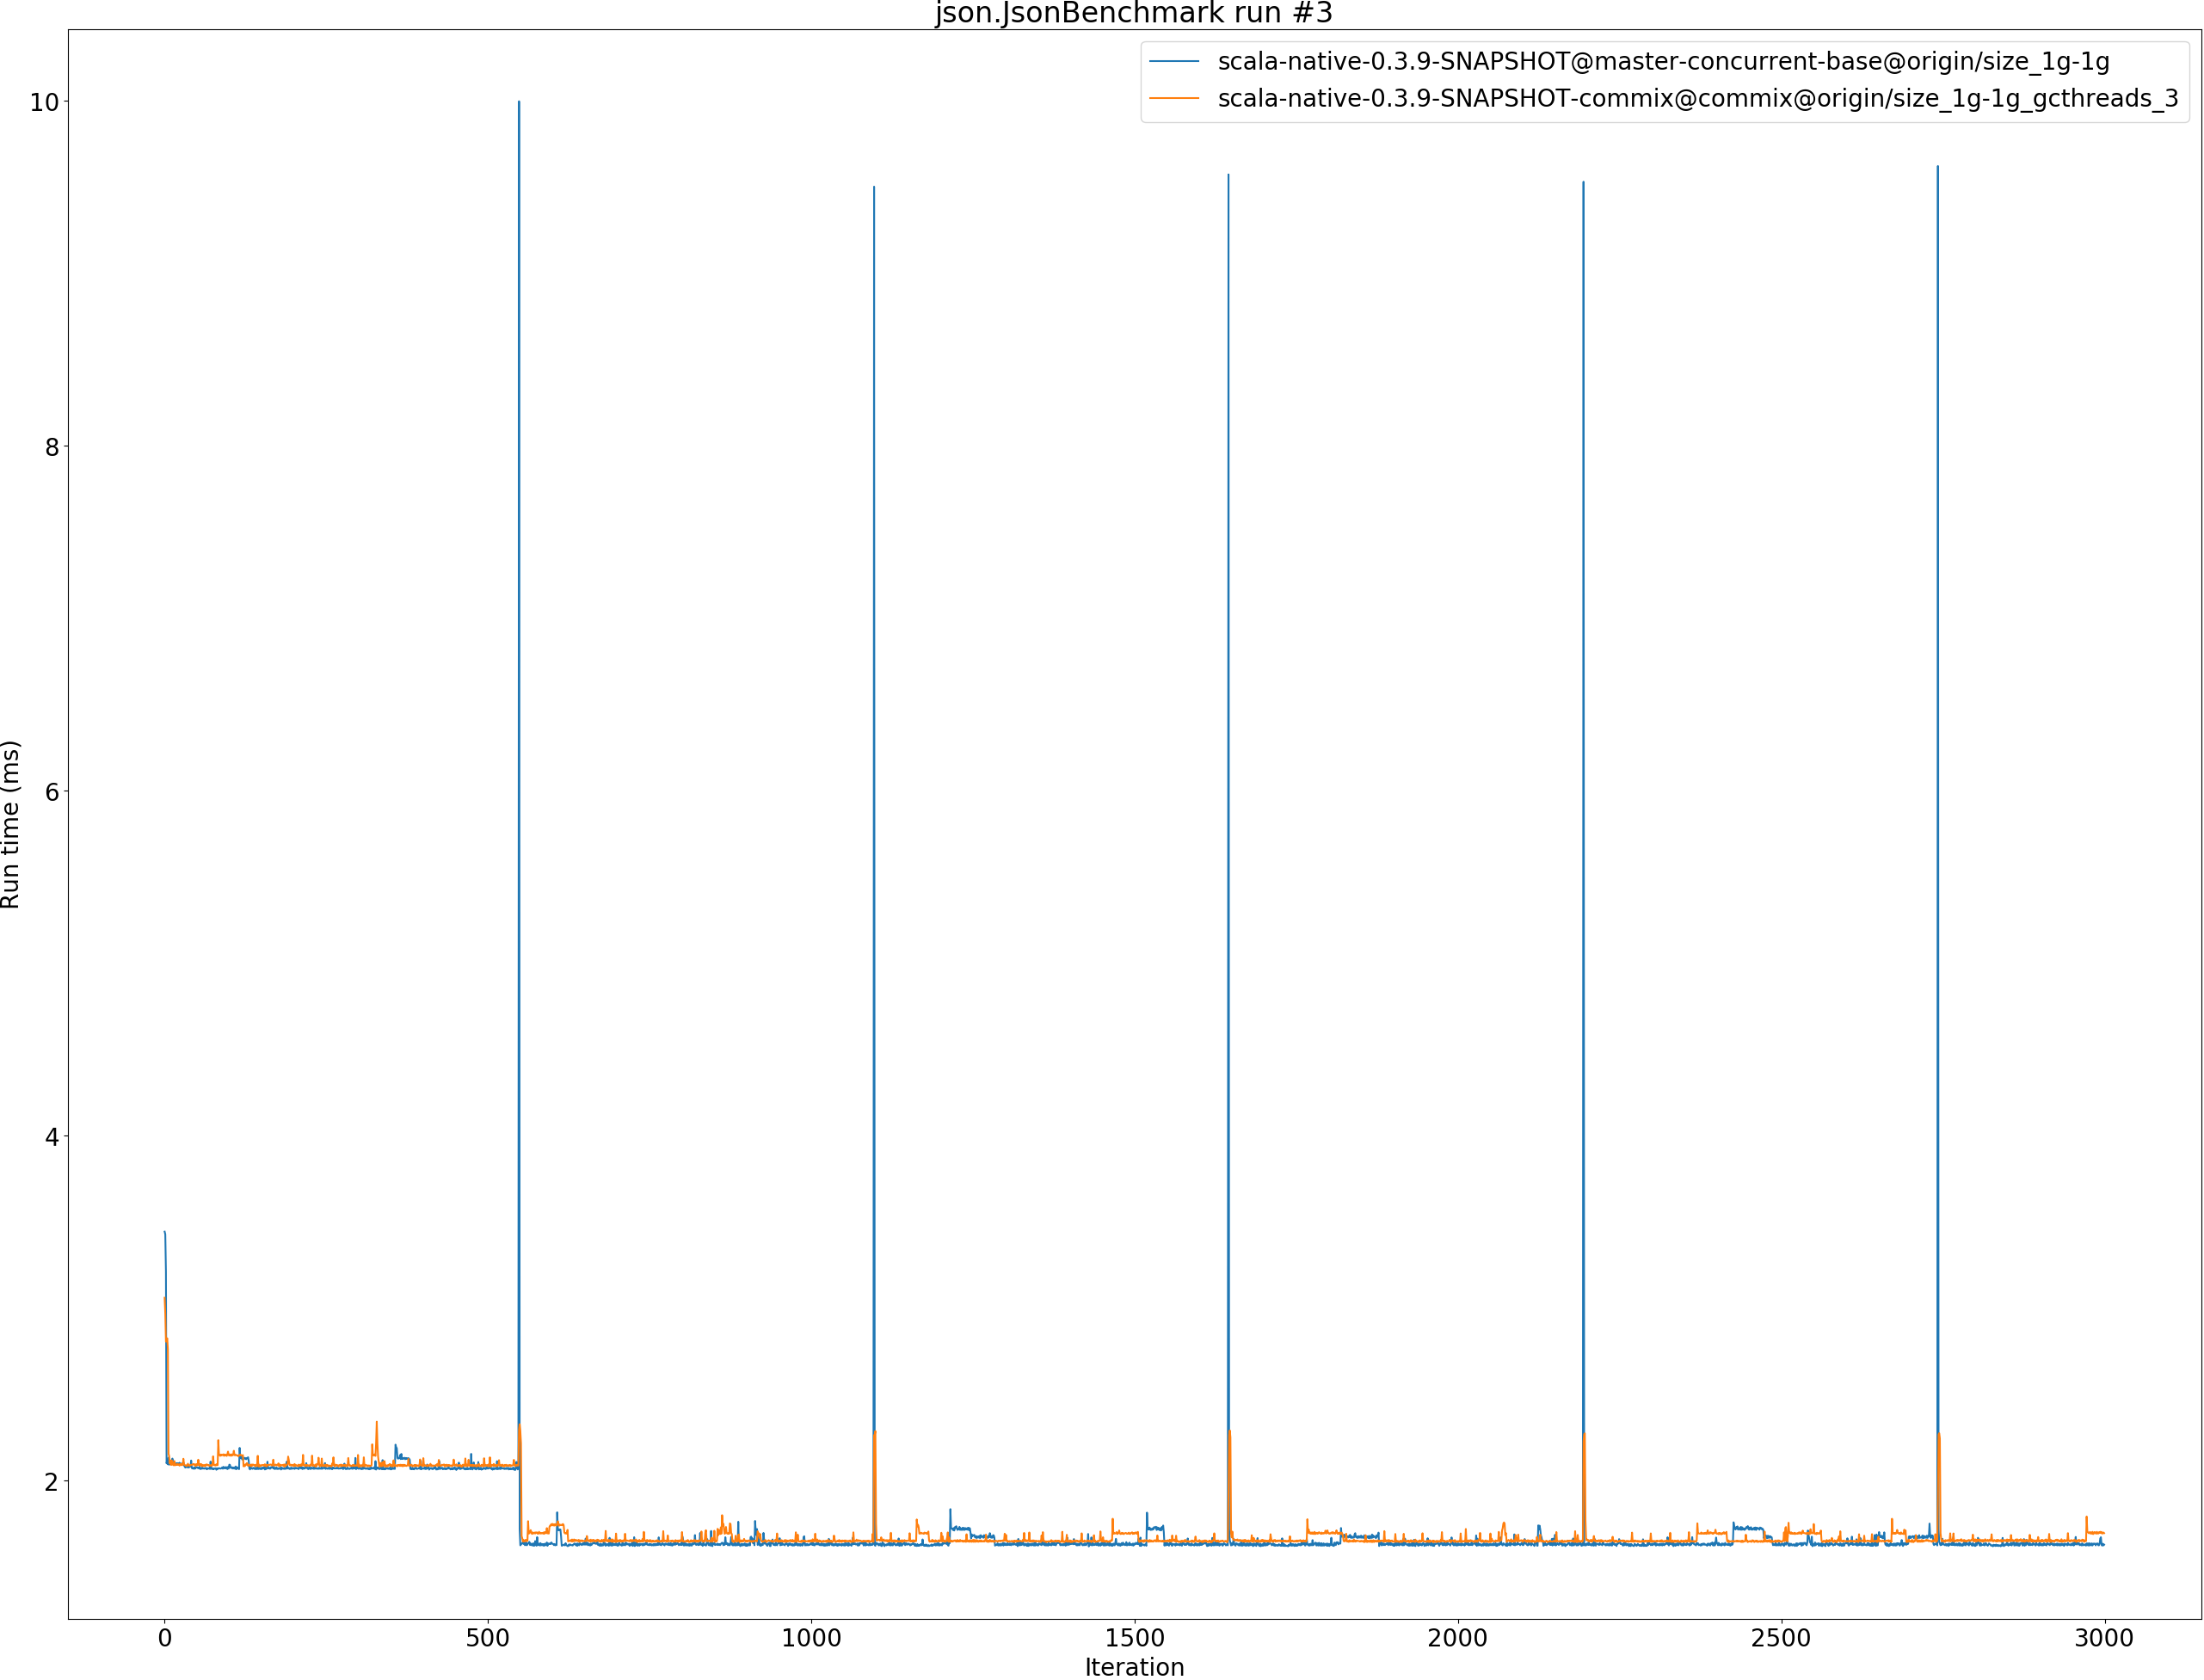 json.JsonBenchmark run #3
scala-native-0.3.9-SNAPSHOT@master-concurrent-base@origin/size_1g-1g
scala-native-0.3.9-SNAPSHOT-commix@commix@origin/size_1g-1g_gcthreads_3
10
8
6
4
2
Run time (ms)
0 500 1000 1500 2000 2500 3000
Iteration